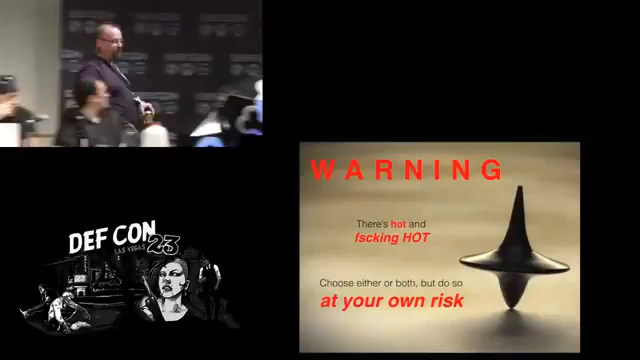 WARNING
There's hot and
fscking HOT
Choose either or both, but do so
at your own risk
DEF CON
LAS VEGAS 23